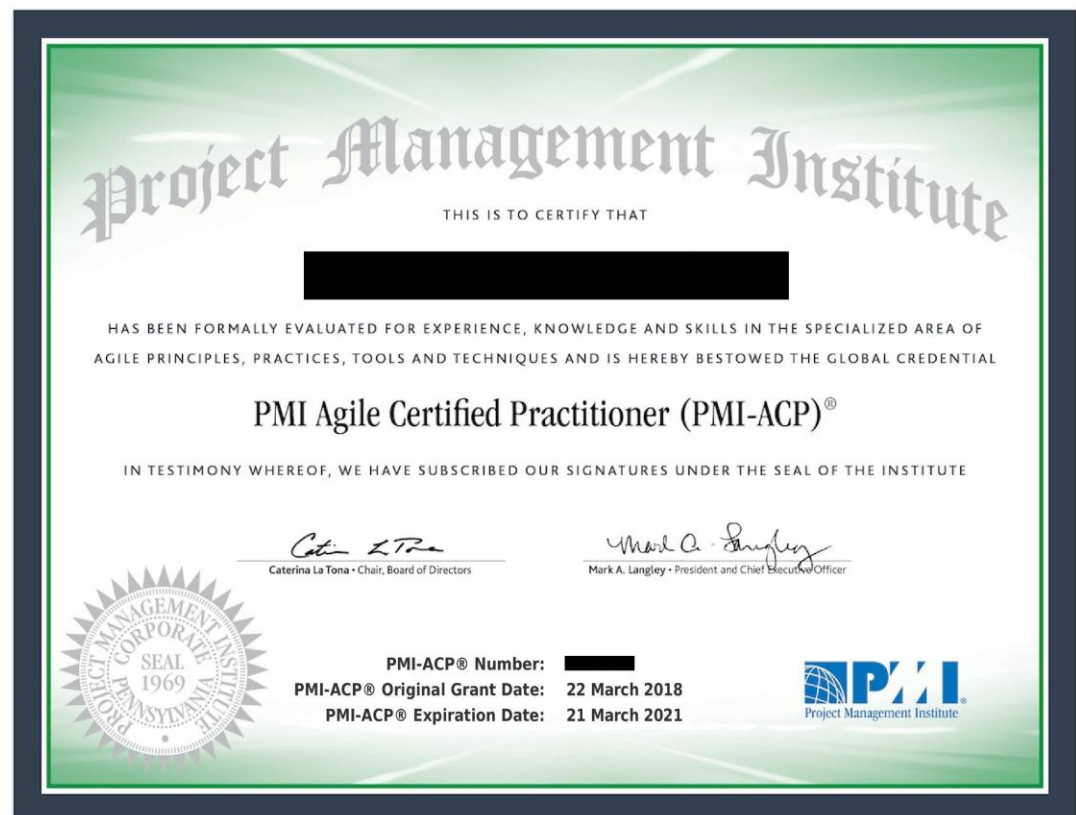 Project Management Institute
THIS IS TO CERTIFY THAT
HAS BEEN FORMALLY EVALUATED FOR EXPERIENCE, KNOWLEDGE AND SKILLS IN THE SPECIALIZED AREA OF
AGILE PRINCIPLES, PRACTICES, TOOLS AND TECHNIQUES AND IS HEREBY BESTOWED THE GLOBAL CREDENTIAL
PMI Agile Certified Practitioner (PMI-ACP)®
IN TESTIMONY WHEREOF, WE HAVE SUBSCRIBED OUR SIGNATURES UNDER THE SEAL OF THE INSTITUTE
Mark A. Langley
Caterina La Tona • Chair, Board of Directors
Mark A. Langley • President and Chief Executive Officer
PROJECT MANAGEMENT INSTITUTE
CORPORATE
SEAL
1969
PENNSYLVANIA
PMI-ACP® Number:
PMI-ACP® Original Grant Date: 22 March 2018
PMI-ACP® Expiration Date: 21 March 2021
PMI®
Project Management Institute